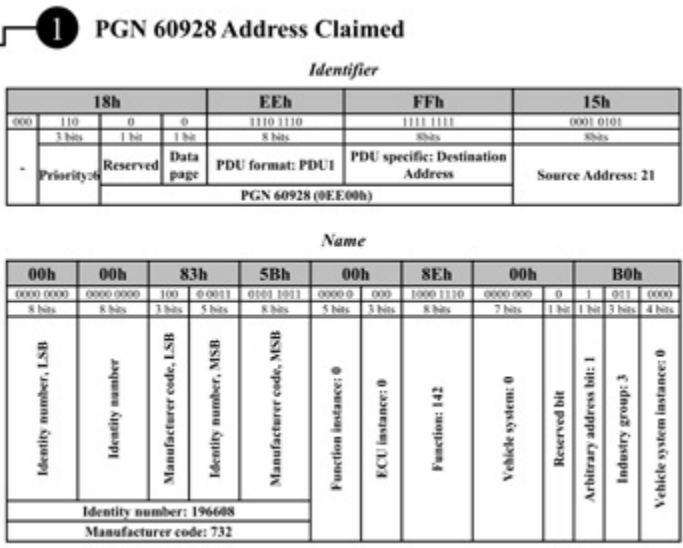 1 PGN 60928 Address Claimed
Identifier
18h EEh FFh 15h
000 110 0 0 1110 1110 1111 1111 0001 0101
3 bits 1 bit 1 bit 8 bits 8bits 8bits
- Priority:6 Reserved Data page PDU format: PDU1 PDU specific: Destination Address Source Address: 21
PGN 60928 (0EE00h)
Name
00h 00h 83h 5Bh 00h 8Eh 00h B0h
0000 0000 0000 0000 100 0 0011 0101 1011 0000 0 000 1000 1110 0000 000 0 1 011 0000
8 bits 8 bits 3 bits 5 bits 8 bits 5 bits 3 bits 8 bits 7 bits 1 bit 1 bit 3 bits 4 bits
Identity number, LSB
Identity number
Manufacturer code, LSB
Identity number, MSB
Manufacturer code, MSB
Function instance: 0
ECU instance: 0
Function: 142
Vehicle system: 0
Reserved bit
Arbitrary address bit: 1
Industry group: 3
Vehicle system instance: 0
Identity number: 196608
Manufacturer code: 732